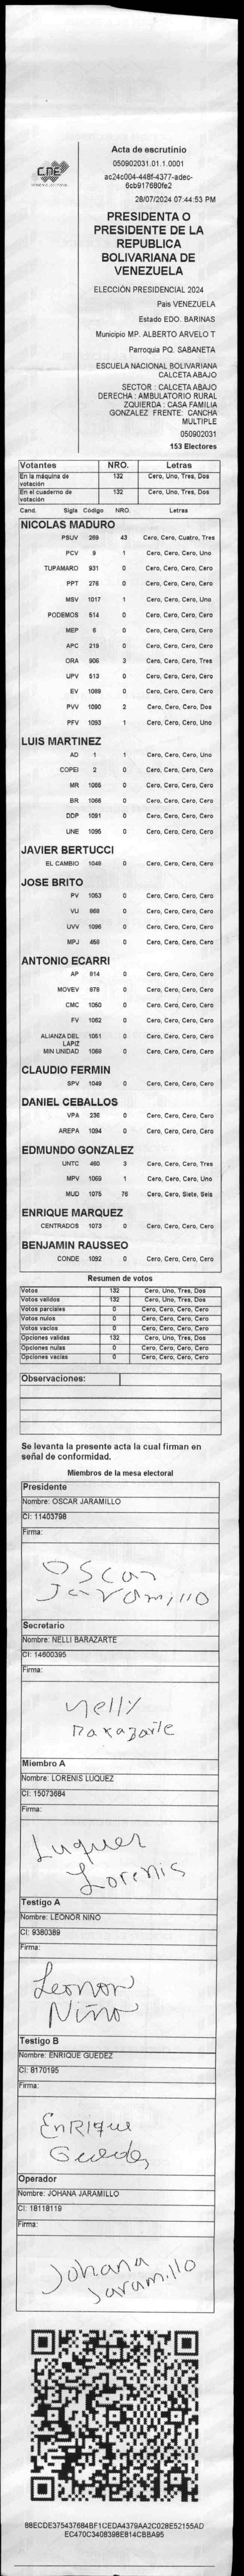 CNE
Acta de escrutinio
050902031.01.1.0001
ac24c004-448f-4377-adec-
6cb917680fe2
28/07/2024 07:44:53 PM
PRESIDENTA O
PRESIDENTE DE LA
REPUBLICA
BOLIVARIANA DE
VENEZUELA
ELECCIÓN PRESIDENCIAL 2024
Pais VENEZUELA
Estado EDO. BARINAS
Municipio MP. ALBERTO ARVELO T
Parroquia PQ. SABANETA
ESCUELA NACIONAL BOLIVARIANA
CALCETA ABAJO
SECTOR : CALCETA ABAJO
DERECHA : AMBULATORIO RURAL
IZQUIERDA : CASA FAMILIA
GONZALEZ FRENTE: CANCHA
MULTIPLE
050902031
153 Electores
Votantes NRO. Letras
En la máquina de votación 132 Cero, Uno, Tres, Dos
En el cuaderno de votación 132 Cero, Uno, Tres, Dos
Cand. Sigla Código NRO. Letras
NICOLAS MADURO
PSUV 269 43 Cero, Cero, Cuatro, Tres
PCV 9 1 Cero, Cero, Cero, Uno
TUPAMARO 931 0 Cero, Cero, Cero, Cero
PPT 276 0 Cero, Cero, Cero, Cero
MSV 1017 1 Cero, Cero, Cero, Uno
PODEMOS 514 0 Cero, Cero, Cero, Cero
MEP 6 0 Cero, Cero, Cero, Cero
APC 219 0 Cero, Cero, Cero, Cero
ORA 906 3 Cero, Cero, Cero, Tres
UPV 513 0 Cero, Cero, Cero, Cero
EV 1089 0 Cero, Cero, Cero, Cero
PVV 1090 2 Cero, Cero, Cero, Dos
PFV 1093 1 Cero, Cero, Cero, Uno
LUIS MARTINEZ
AD 1 1 Cero, Cero, Cero, Uno
COPEI 2 0 Cero, Cero, Cero, Cero
MR 1065 0 Cero, Cero, Cero, Cero
BR 1066 0 Cero, Cero, Cero, Cero
DDP 1091 0 Cero, Cero, Cero, Cero
UNE 1095 0 Cero, Cero, Cero, Cero
JAVIER BERTUCCI
EL CAMBIO 1048 0 Cero, Cero, Cero, Cero
JOSE BRITO
PV 1053 0 Cero, Cero, Cero, Cero
VU 868 0 Cero, Cero, Cero, Cero
UVV 1096 0 Cero, Cero, Cero, Cero
MPJ 458 0 Cero, Cero, Cero, Cero
ANTONIO ECARRI
AP 814 0 Cero, Cero, Cero, Cero
MOVEV 878 0 Cero, Cero, Cero, Cero
CMC 1050 0 Cero, Cero, Cero, Cero
FV 1062 0 Cero, Cero, Cero, Cero
ALIANZA DEL LAPIZ 1051 0 Cero, Cero, Cero, Cero
MIN UNIDAD 1068 0 Cero, Cero, Cero, Cero
CLAUDIO FERMIN
SPV 1049 0 Cero, Cero, Cero, Cero
DANIEL CEBALLOS
VPA 236 0 Cero, Cero, Cero, Cero
AREPA 1094 0 Cero, Cero, Cero, Cero
EDMUNDO GONZALEZ
UNTC 460 3 Cero, Cero, Cero, Tres
MPV 1069 1 Cero, Cero, Cero, Uno
MUD 1075 76 Cero, Cero, Siete, Seis
ENRIQUE MARQUEZ
CENTRADOS 1073 0 Cero, Cero, Cero, Cero
BENJAMIN RAUSSEO
CONDE 1092 0 Cero, Cero, Cero, Cero
Resumen de votos
Votos 132 Cero, Uno, Tres, Dos
Votos validos 132 Cero, Uno, Tres, Dos
Votos parciales 0 Cero, Cero, Cero, Cero
Votos nulos 0 Cero, Cero, Cero, Cero
Votos vacios 0 Cero, Cero, Cero, Cero
Opciones validas 132 Cero, Uno, Tres, Dos
Opciones nulas 0 Cero, Cero, Cero, Cero
Opciones vacias 0 Cero, Cero, Cero, Cero
Observaciones:
Se levanta la presente acta la cual firman en
señal de conformidad.
Miembros de la mesa electoral
Presidente
Nombre: OSCAR JARAMILLO
CI: 11403798
Firma:
Oscar
Jaramillo
Secretario
Nombre: NELLI BARAZARTE
CI: 14600395
Firma:
Nelly
Baxazarte
Miembro A
Nombre: LORENIS LUQUEZ
CI: 15073684
Firma:
Luquez
Lorenis
Testigo A
Nombre: LEONOR NINO
CI: 9380389
Firma:
Leonor
Niño
Testigo B
Nombre: ENRIQUE GUEDEZ
CI: 8170195
Firma:
EnRique
Guedez
Operador
Nombre: JOHANA JARAMILLO
CI: 18118119
Firma:
Johana
Jaramillo
88ECDE375437684BF1CEDA4379AA2C028E52155AD
EC470C3408398E814CBBA95